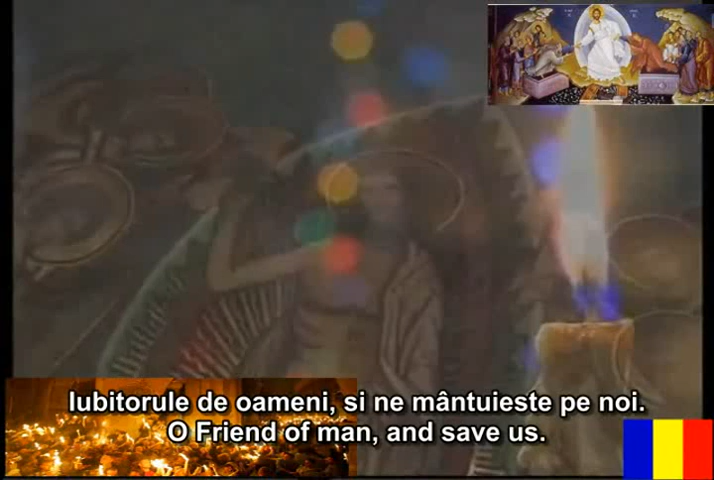 Iubitorule de oameni, si ne mântuieste pe noi.
O Friend of man, and save us.